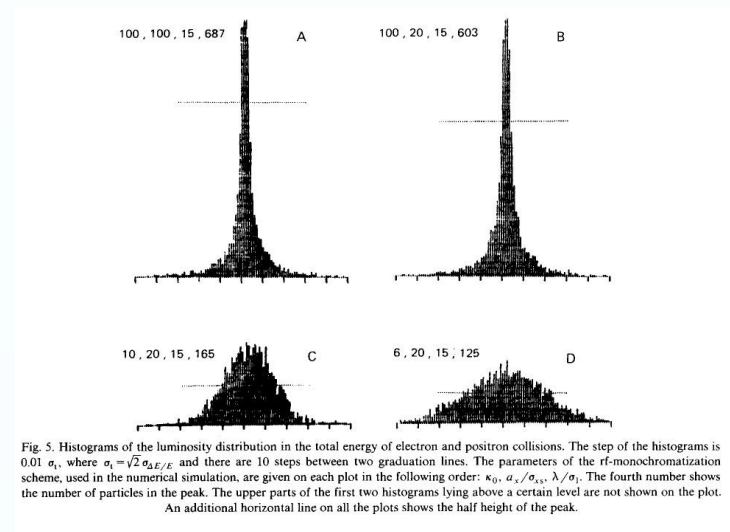 100 , 100 , 15 , 687 A
100 , 20 , 15 , 603 B
10 , 20 , 15 , 165 C
6 , 20 , 15 , 125 D
Fig. 5. Histograms of the luminosity distribution in the total energy of electron and positron collisions. The step of the histograms is
0.01 σₜ, where σₜ = √2 σ_ΔE/E and there are 10 steps between two graduation lines. The parameters of the rf-monochromatization
scheme, used in the numerical simulation, are given on each plot in the following order: κ₀, aₓ/σₓₛ, λ/σₗ. The fourth number shows
the number of particles in the peak. The upper parts of the first two histograms lying above a certain level are not shown on the plot.
An additional horizontal line on all the plots shows the half height of the peak.